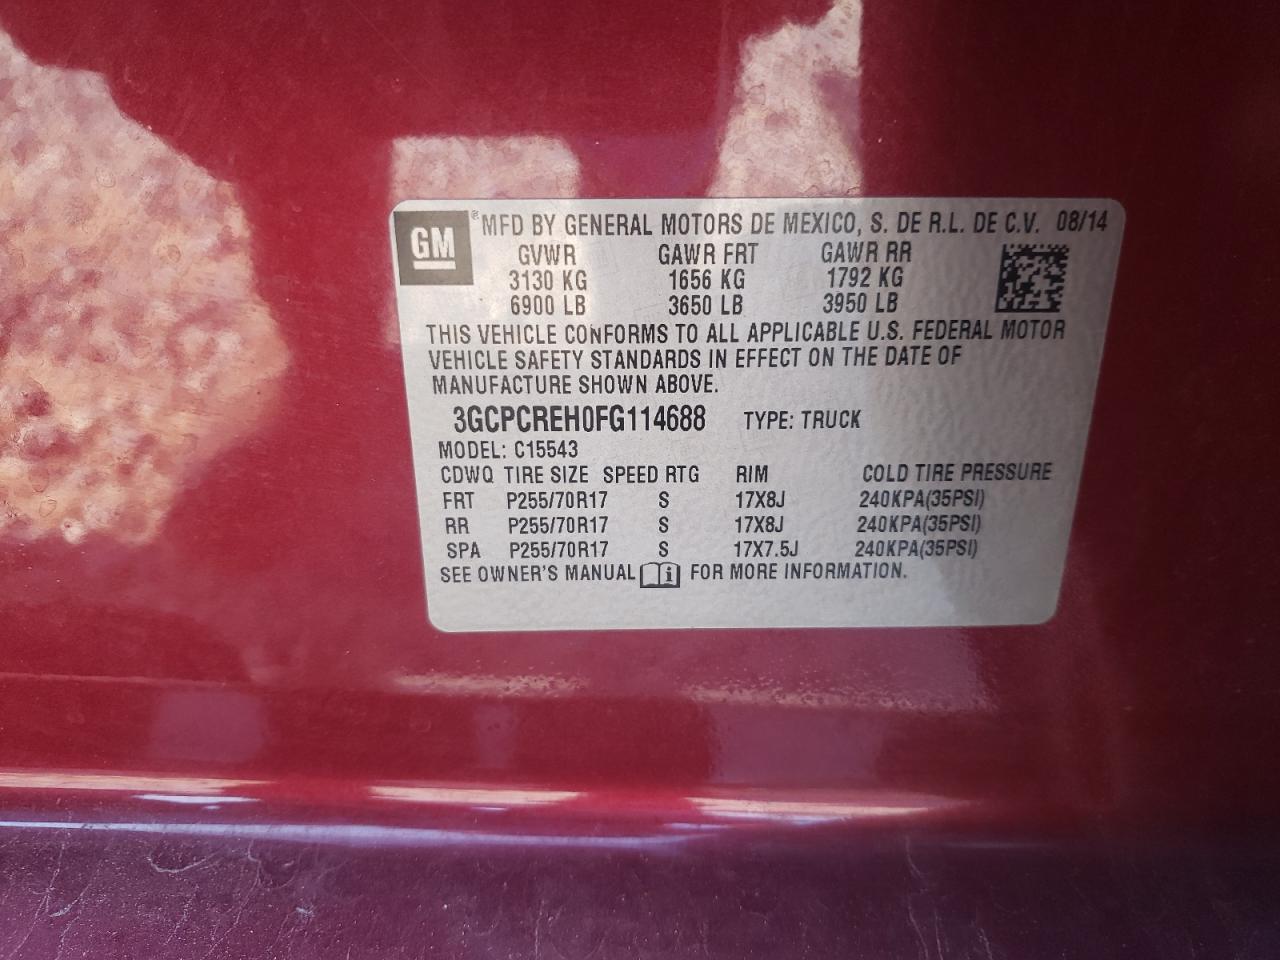 GM ® MFD BY GENERAL MOTORS DE MEXICO, S. DE R.L. DE C.V. 08/14
GVWR GAWR FRT GAWR RR
3130 KG 1656 KG 1792 KG
6900 LB 3650 LB 3950 LB
THIS VEHICLE CONFORMS TO ALL APPLICABLE U.S. FEDERAL MOTOR
VEHICLE SAFETY STANDARDS IN EFFECT ON THE DATE OF
MANUFACTURE SHOWN ABOVE.
3GCPCREH0FG114688 TYPE: TRUCK
MODEL: C15543
CDWQ TIRE SIZE SPEED RTG RIM COLD TIRE PRESSURE
FRT P255/70R17 S 17X8J 240KPA(35PSI)
RR P255/70R17 S 17X8J 240KPA(35PSI)
SPA P255/70R17 S 17X7.5J 240KPA(35PSI)
SEE OWNER'S MANUAL i FOR MORE INFORMATION.